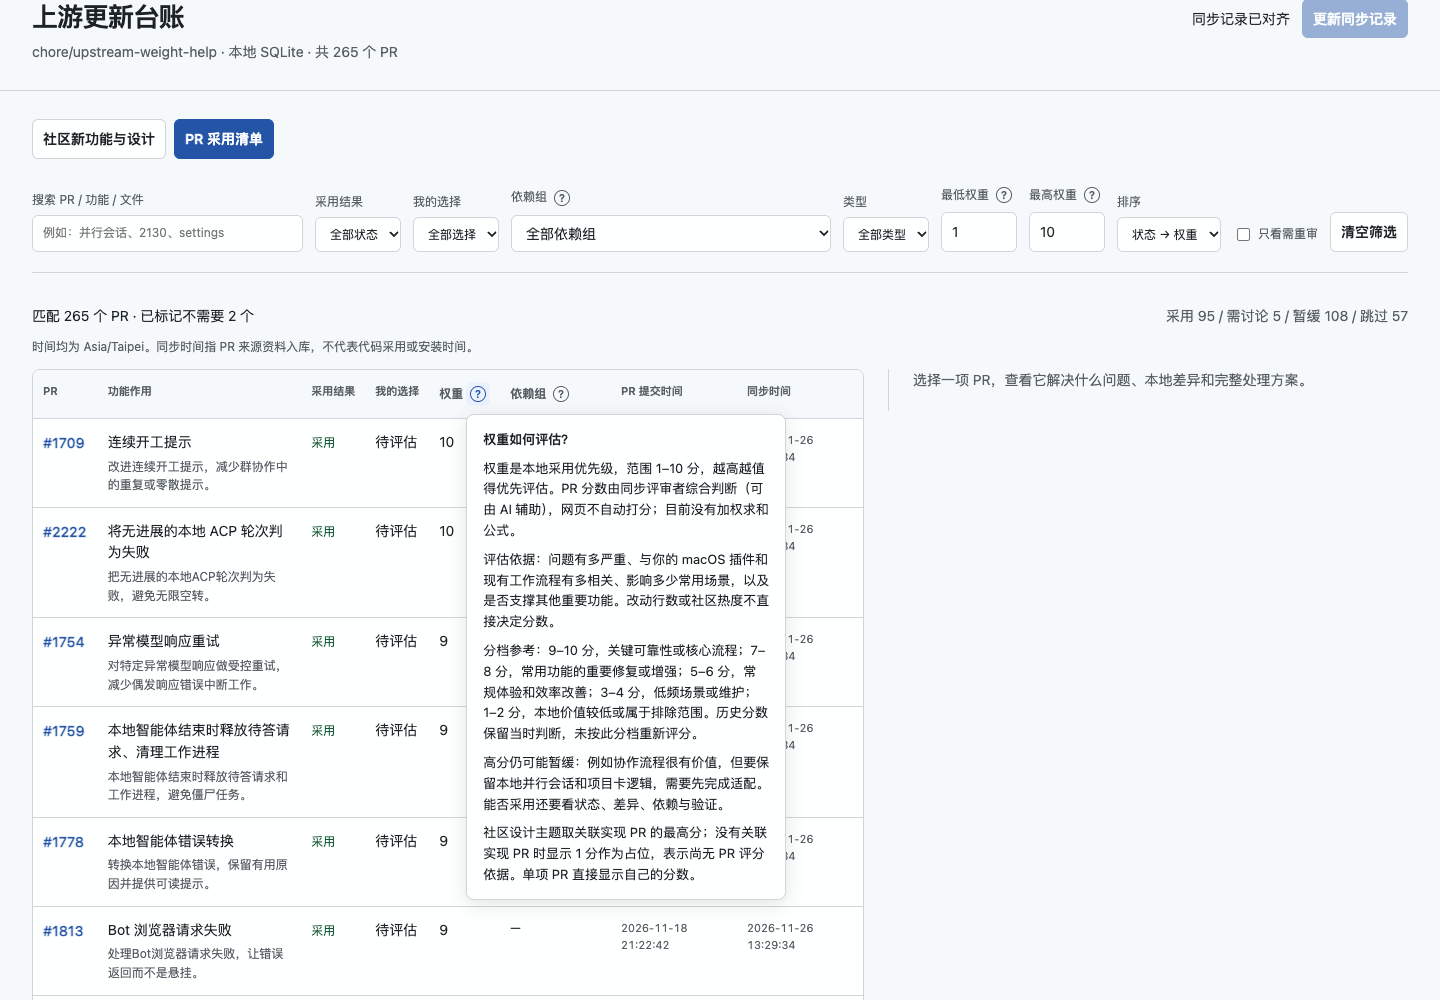 上游更新台账
chore/upstream-weight-help · 本地 SQLite · 共 265 个 PR
同步记录已对齐
更新同步记录
社区新功能与设计
PR 采用清单
搜索 PR / 功能 / 文件
采用结果
我的选择
依赖组 ?
类型
最低权重 ?
最高权重 ?
排序
例如：并行会话、2130、settings
全部状态
全部选择
全部依赖组
全部类型
1
10
状态 → 权重
只看需重审
清空筛选
匹配 265 个 PR · 已标记不需要 2 个
采用 95 / 需讨论 5 / 暂缓 108 / 跳过 57
时间均为 Asia/Taipei。同步时间指 PR 来源资料入库，不代表代码采用或安装时间。
PR
功能作用
采用结果
我的选择
权重 ?
依赖组 ?
PR 提交时间
同步时间
选择一项 PR，查看它解决什么问题、本地差异和完整处理方案。
#1709
连续开工提示
改进连续开工提示，减少群协作中
的重复或零散提示。
采用
待评估
10
1-26
34
#2222
将无进展的本地 ACP 轮次判
为失败
把无进展的本地ACP轮次判为失
败，避免无限空转。
采用
待评估
10
1-26
34
#1754
异常模型响应重试
对特定异常模型响应做受控重试，
减少偶发响应错误中断工作。
采用
待评估
9
1-26
34
#1759
本地智能体结束时释放待答请
求、清理工作进程
本地智能体结束时释放待答请求和
工作进程，避免僵尸任务。
采用
待评估
9
1-26
34
#1778
本地智能体错误转换
转换本地智能体错误，保留有用原
因并提供可读提示。
采用
待评估
9
1-26
34
#1813
Bot 浏览器请求失败
处理Bot浏览器请求失败，让错误
返回而不是悬挂。
采用
待评估
9
—
2026-11-18
21:22:42
2026-11-26
13:29:34
权重如何评估?
权重是本地采用优先级，范围 1–10 分，越高越值
得优先评估。PR 分数由同步评审者综合判断（可
由 AI 辅助），网页不自动打分；目前没有加权求和
公式。
评估依据：问题有多严重、与你的 macOS 插件和
现有工作流程有多相关、影响多少常用场景，以及
是否支撑其他重要功能。改动行数或社区热度不直
接决定分数。
分档参考：9–10 分，关键可靠性或核心流程；7–
8 分，常用功能的重要修复或增强；5–6 分，常
规体验和效率改善；3–4 分，低频场景或维护；
1–2 分，本地价值较低或属于排除范围。历史分数
保留当时判断，未按此分档重新评分。
高分仍可能暂缓：例如协作流程很有价值，但要保
留本地并行会话和项目卡逻辑，需要先完成适配。
能否采用还要看状态、差异、依赖与验证。
社区设计主题取关联实现 PR 的最高分；没有关联
实现 PR 时显示 1 分作为占位，表示尚无 PR 评分
依据。单项 PR 直接显示自己的分数。